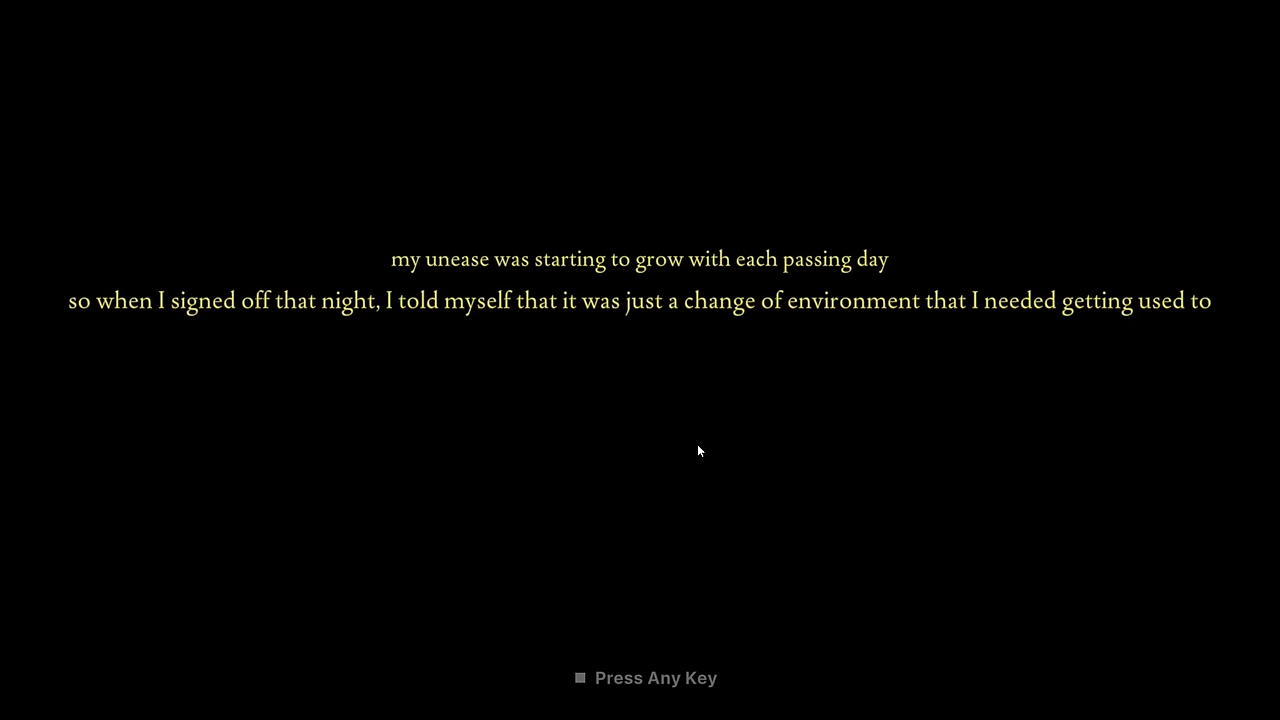 my unease was starting to grow with each passing day
so when I signed off that night, I told myself that it was just a change of environment that I needed getting used to
Press Any Key